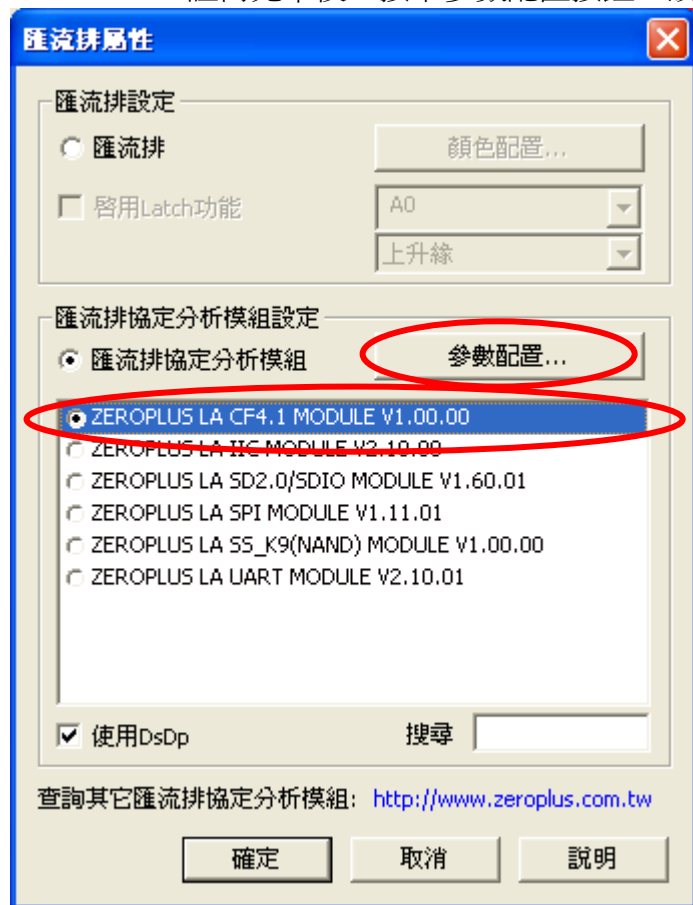 匯流排屬性
匯流排設定
匯流排 顏色配置...
啓用Latch功能 A0
上升緣
匯流排協定分析模組設定
匯流排協定分析模組 參數配置...
ZEROPLUS LA CF4.1 MODULE V1.00.00
ZEROPLUS LA IIC MODULE V2.10.00
ZEROPLUS LA SD2.0/SDIO MODULE V1.60.01
ZEROPLUS LA SPI MODULE V1.11.01
ZEROPLUS LA SS_K9(NAND) MODULE V1.00.00
ZEROPLUS LA UART MODULE V2.10.01
使用DsDp 搜尋
查詢其它匯流排協定分析模組: http://www.zeroplus.com.tw
確定 取消 說明